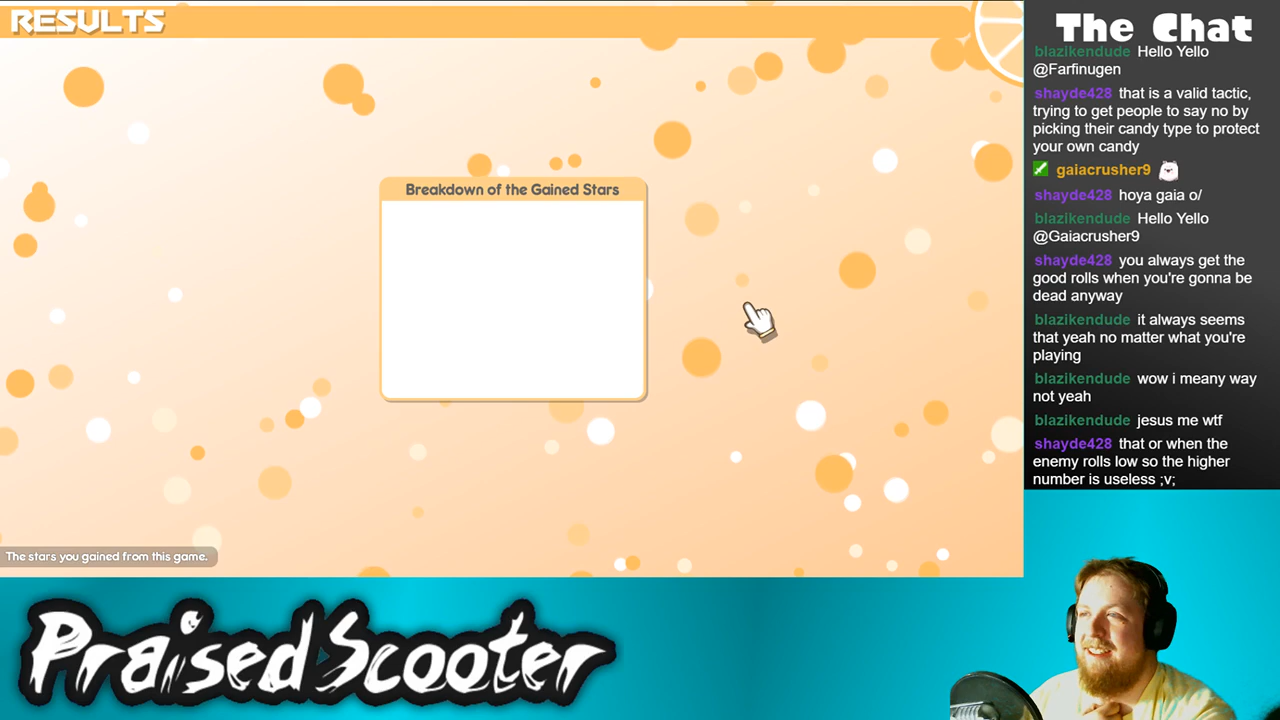 RESULTS
Breakdown of the Gained Stars
The stars you gained from this game.
PraisedScooter
The Chat
blazikendude Hello Yello
@Farfinugen
shayde428 that is a valid tactic,
trying to get people to say no by
picking their candy type to protect
your own candy
gaiacrusher9
shayde428 hoya gaia o/
blazikendude Hello Yello
@Gaiacrusher9
shayde428 you always get the
good rolls when you're gonna be
dead anyway
blazikendude it always seems
that yeah no matter what you're
playing
blazikendude wow i meany way
not yeah
blazikendude jesus me wtf
shayde428 that or when the
enemy rolls low so the higher
number is useless ;v;